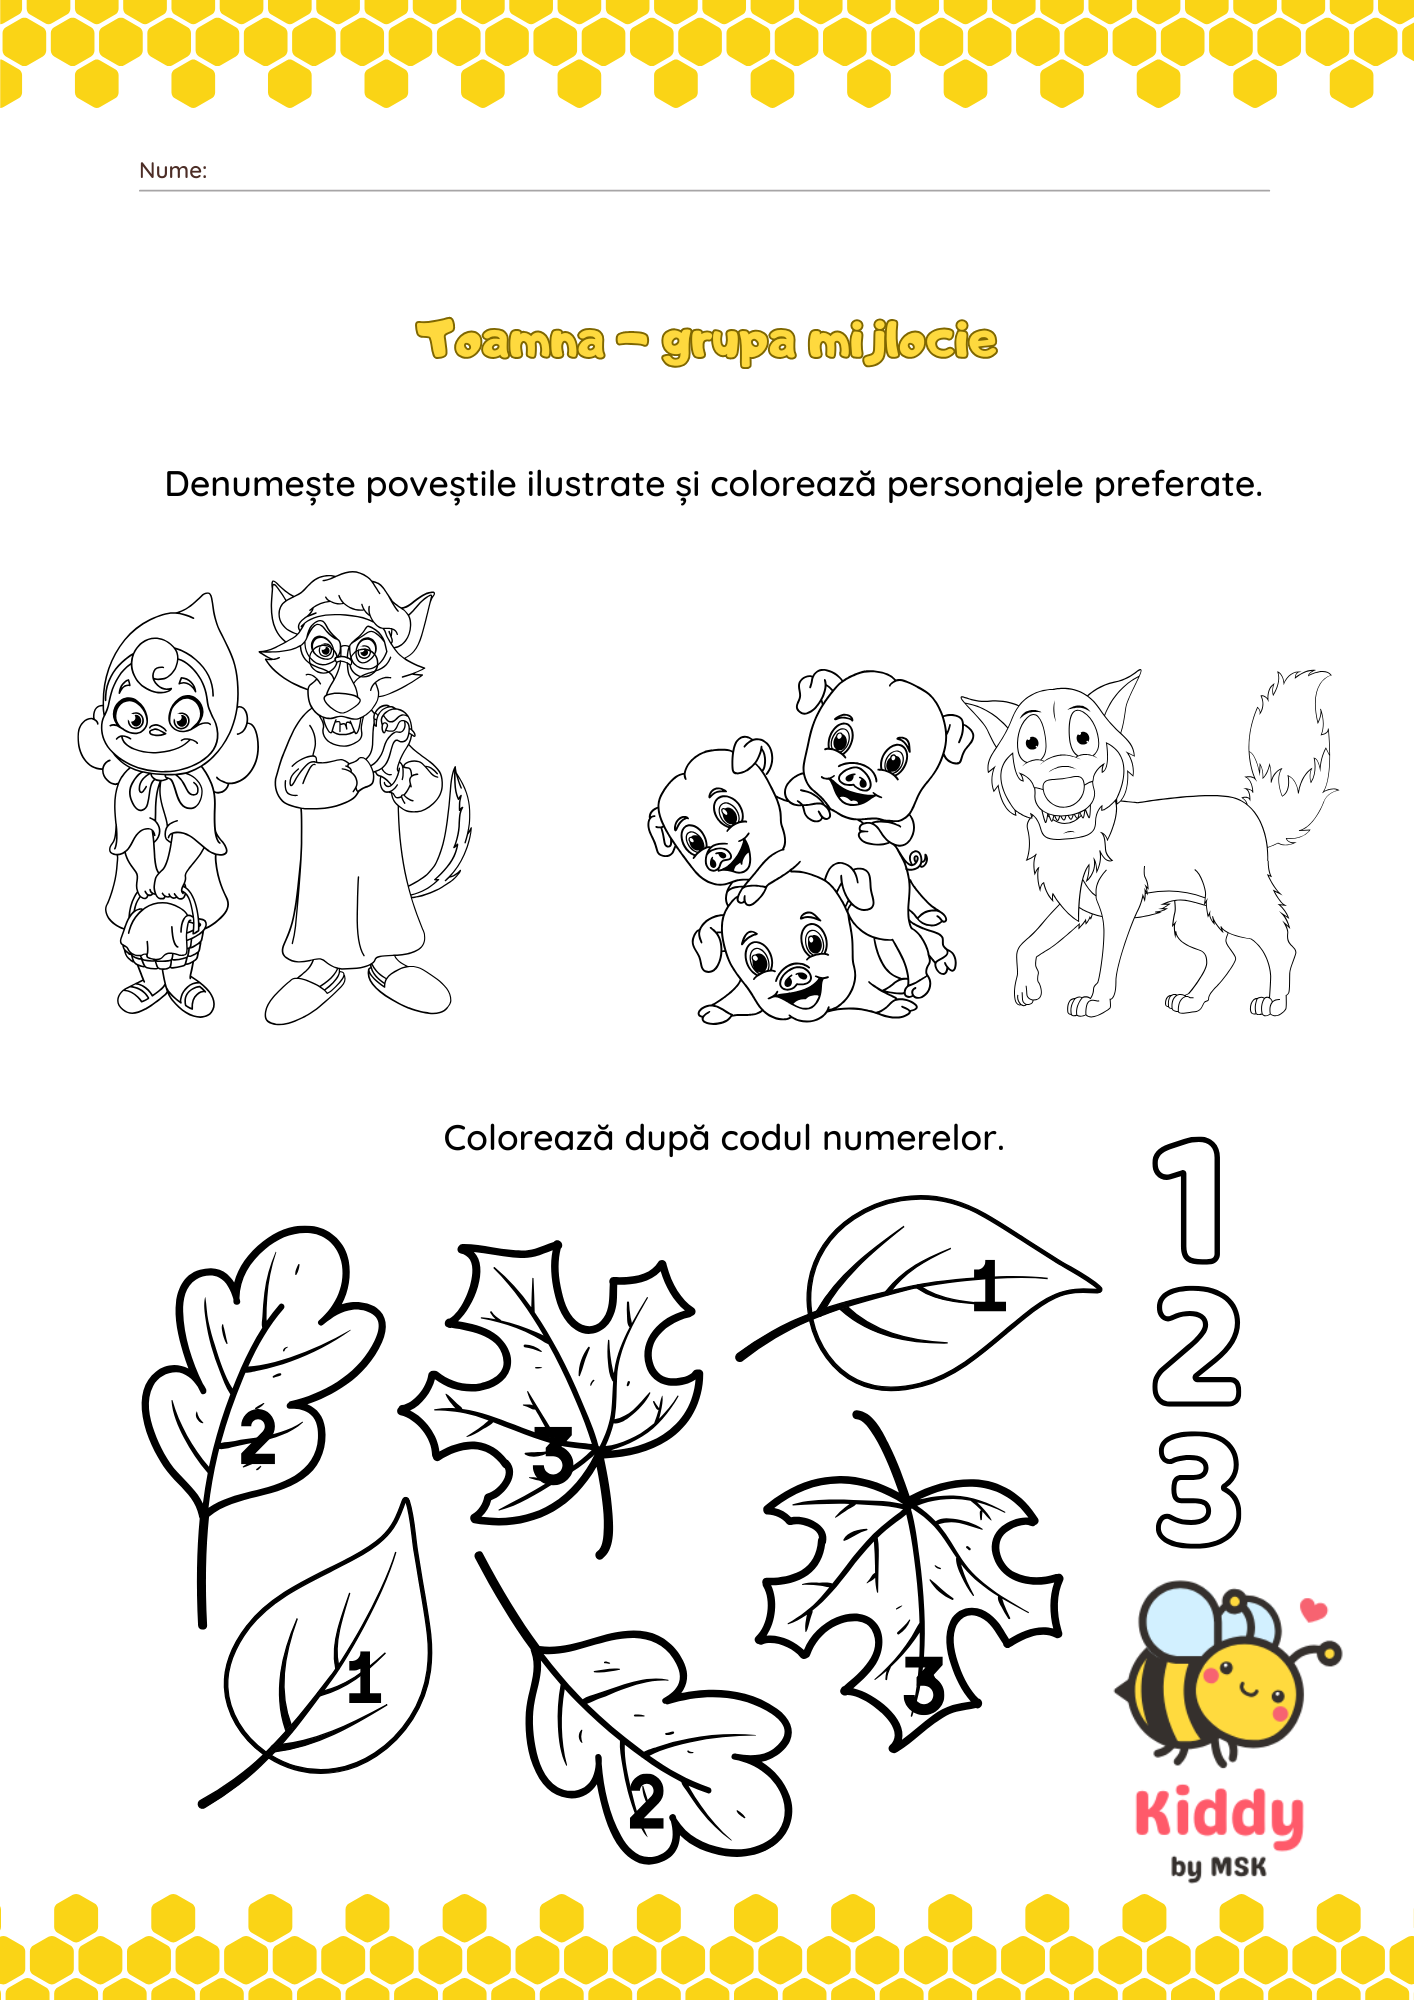 Nume:
Toamna - grupa mijlocie
Denumește poveștile ilustrate și colorează personajele preferate.
Colorează după codul numerelor.
1
2
3
1
2
3
1
2
3
Kiddy
by MSK